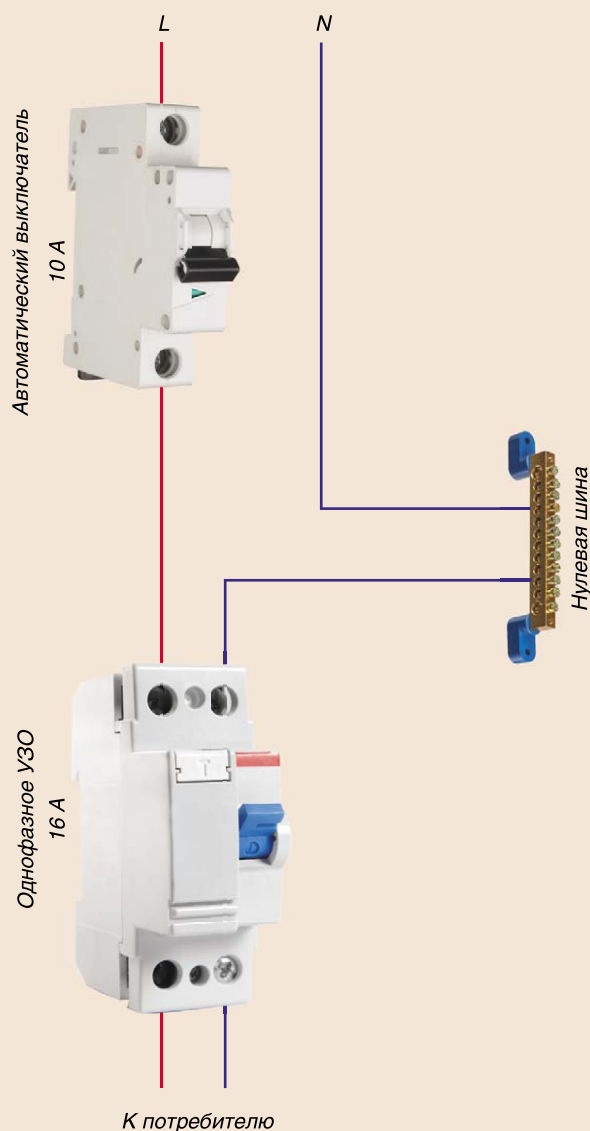 L
N
Автоматический выключатель
10 А
Нулевая шина
Однофазное УЗО
16 А
T
К потребителю